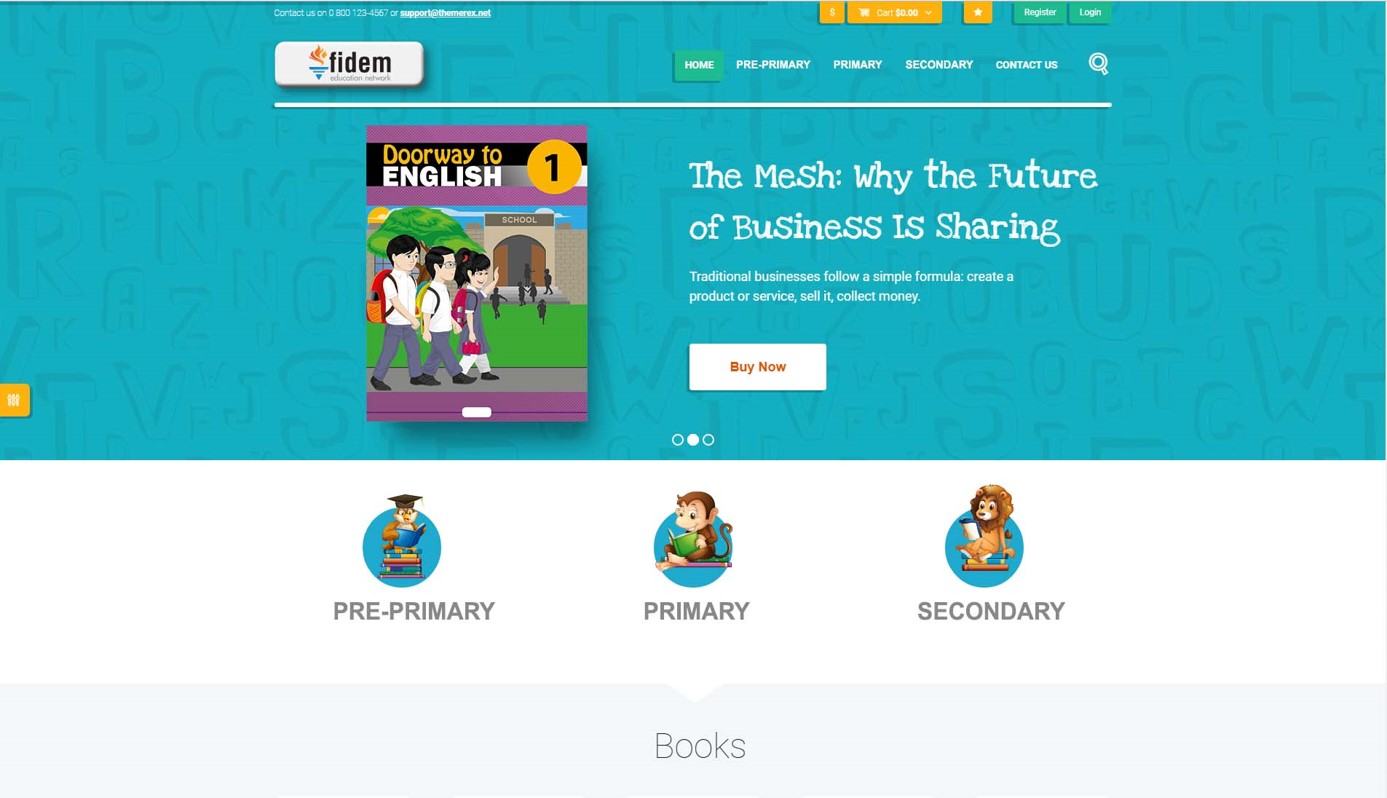 Contact us on 0 800 123-4567 or support@themerex.net
$
Cart $0.00
Register
Login
fidem
education network
HOME
PRE-PRIMARY
PRIMARY
SECONDARY
CONTACT US
Doorway to
ENGLISH
1
SCHOOL
The Mesh: Why the Future
of Business Is Sharing
Traditional businesses follow a simple formula: create a
product or service, sell it, collect money.
Buy Now
PRE-PRIMARY
PRIMARY
SECONDARY
Books